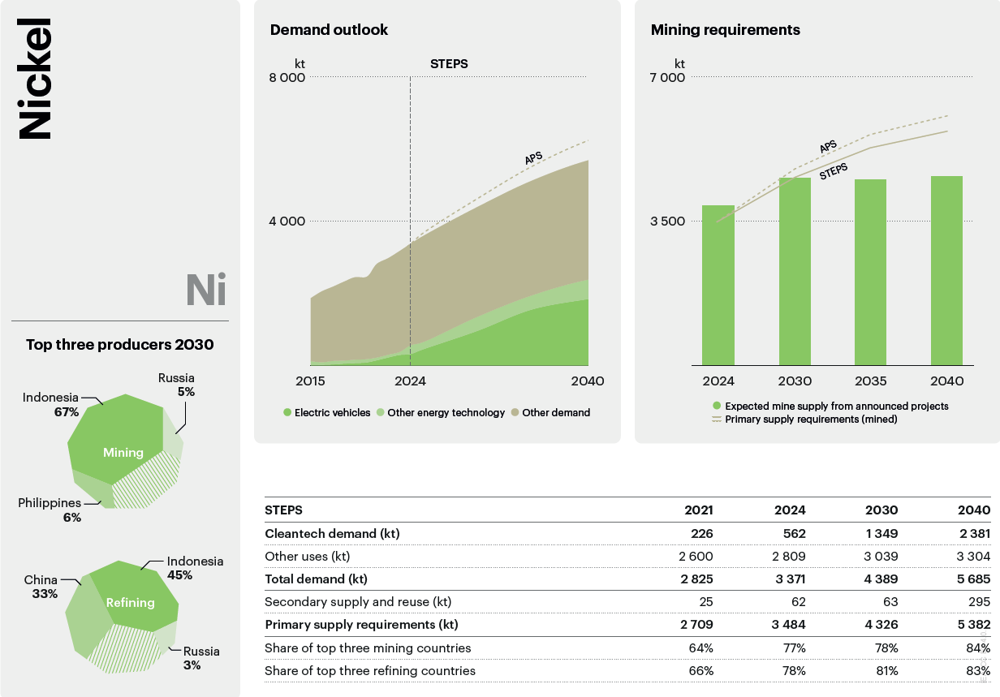 Nickel
Ni
Top three producers 2030
Russia
5%
Indonesia
67%
Mining
Philippines
6%
Indonesia
45%
China
33%
Refining
Russia
3%
Demand outlook
kt
STEPS
8 000
APS
4 000
2015 2024 2040
Electric vehicles Other energy technology Other demand
Mining requirements
kt
7 000
APS
STEPS
3 500
2024 2030 2035 2040
Expected mine supply from announced projects
Primary supply requirements (mined)
STEPS 2021 2024 2030 2040
Cleantech demand (kt) 226 562 1 349 2 381
Other uses (kt) 2 600 2 809 3 039 3 304
Total demand (kt) 2 825 3 371 4 389 5 685
Secondary supply and reuse (kt) 25 62 63 295
Primary supply requirements (kt) 2 709 3 484 4 326 5 382
Share of top three mining countries 64% 77% 78% 84%
Share of top three refining countries 66% 78% 81% 83%